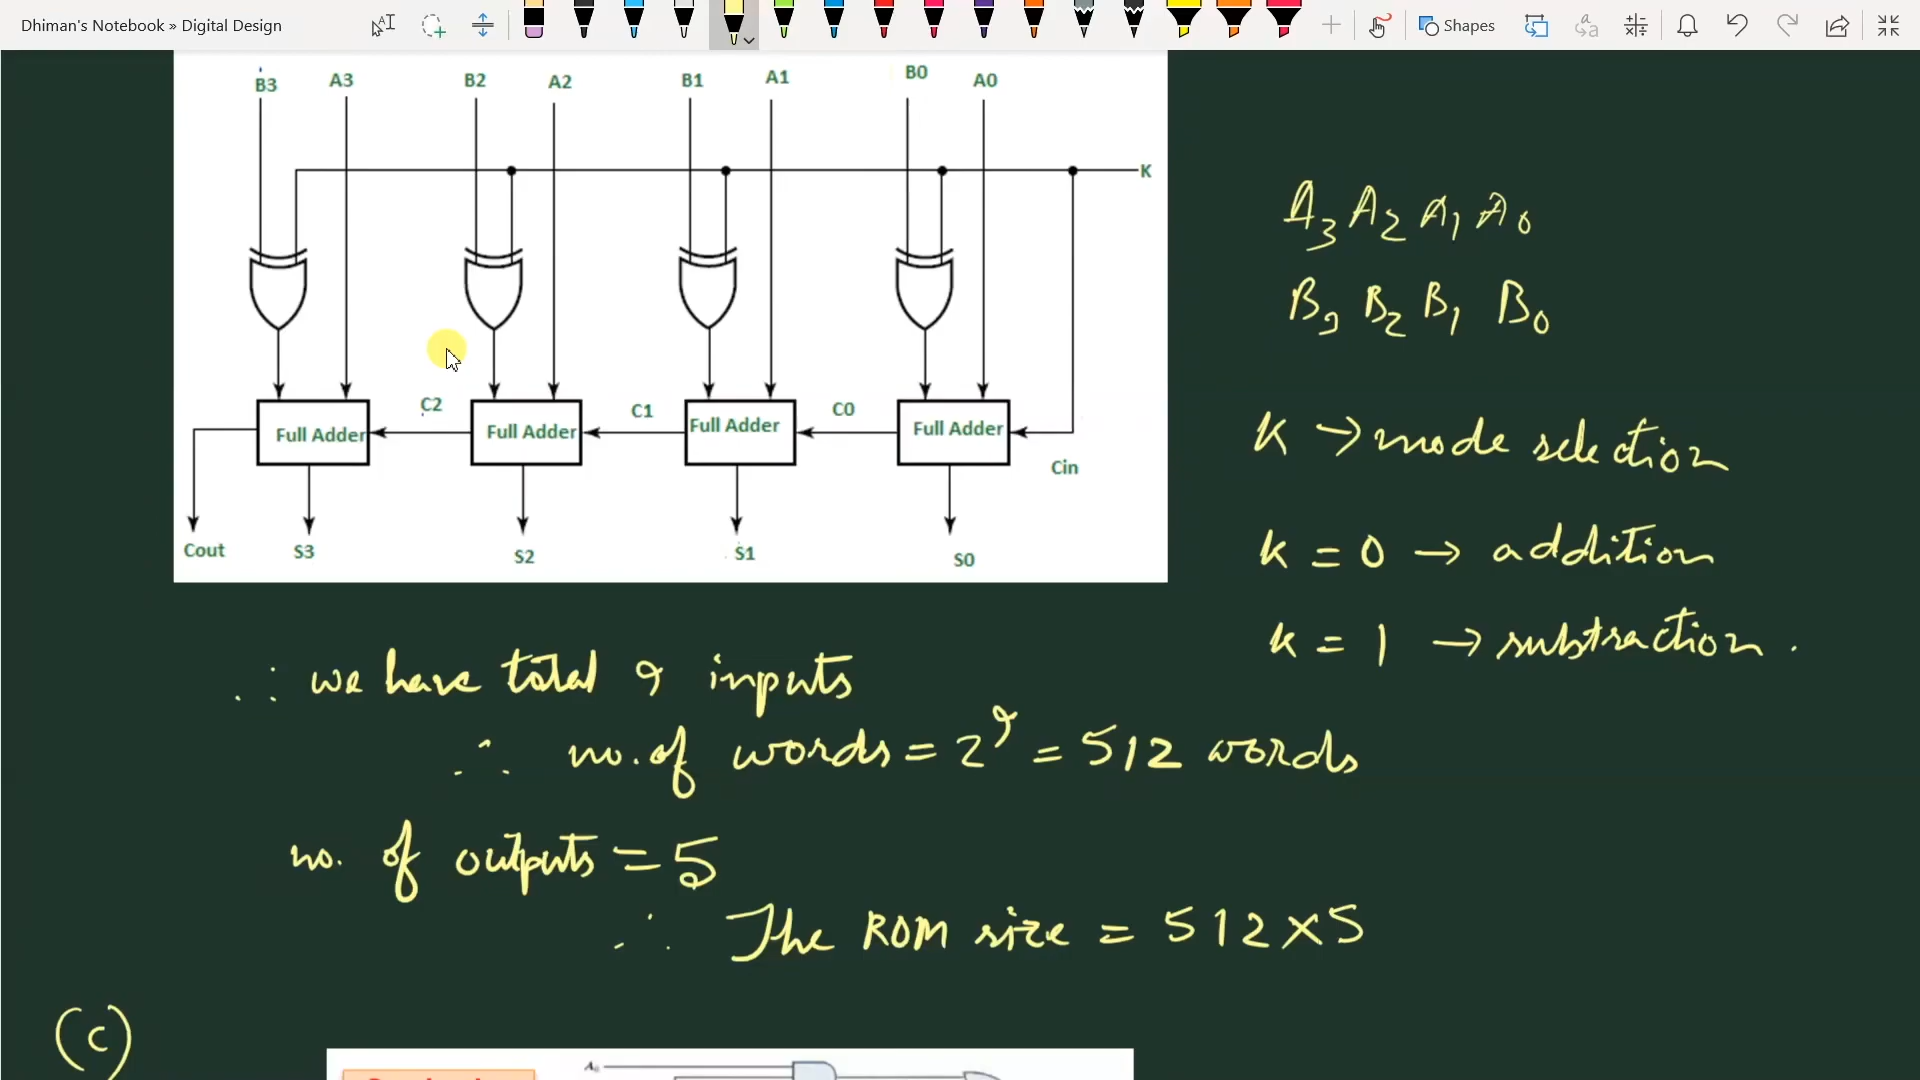 Dhiman's Notebook » Digital Design
Shapes
B3 A3 B2 A2 B1 A1 B0 A0
K
A3 A2 A1 A0
B3 B2 B1 B0
C2 C1 C0
Full Adder Full Adder Full Adder Full Adder
Cin
Cout S3 S2 S1 S0
K → mode selection
K = 0 → addition
K = 1 → subtraction.
∴ we have total 9 inputs
∴ no. of words = 2⁹ = 512 words
no. of outputs = 5
∴ The ROM size = 512 × 5
(c)
A₀